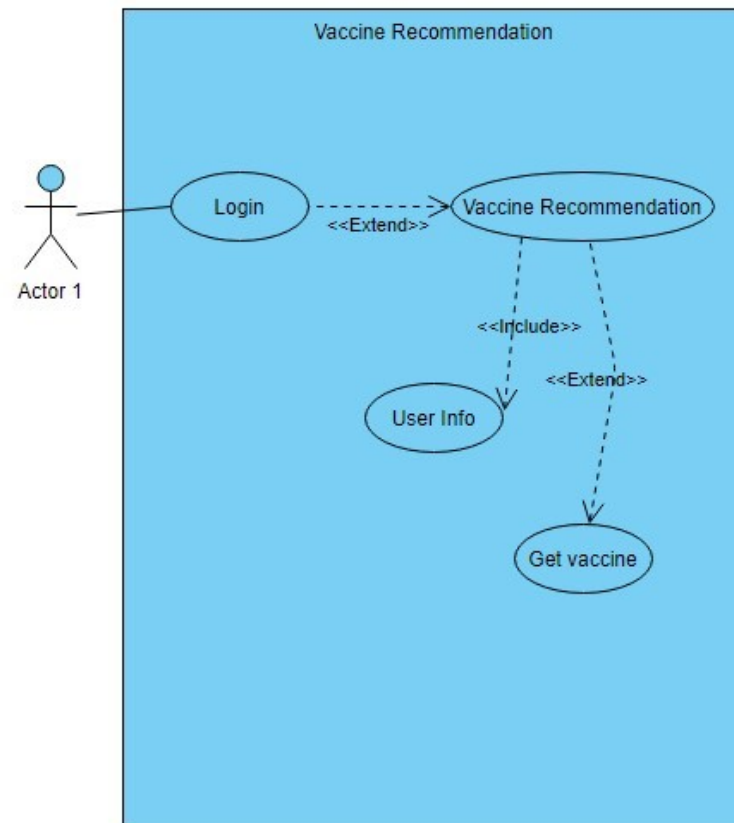 Vaccine Recommendation
Login
<<Extend>>
Vaccine Recommendation
Actor 1
<<Include>>
<<Extend>>
User Info
Get vaccine